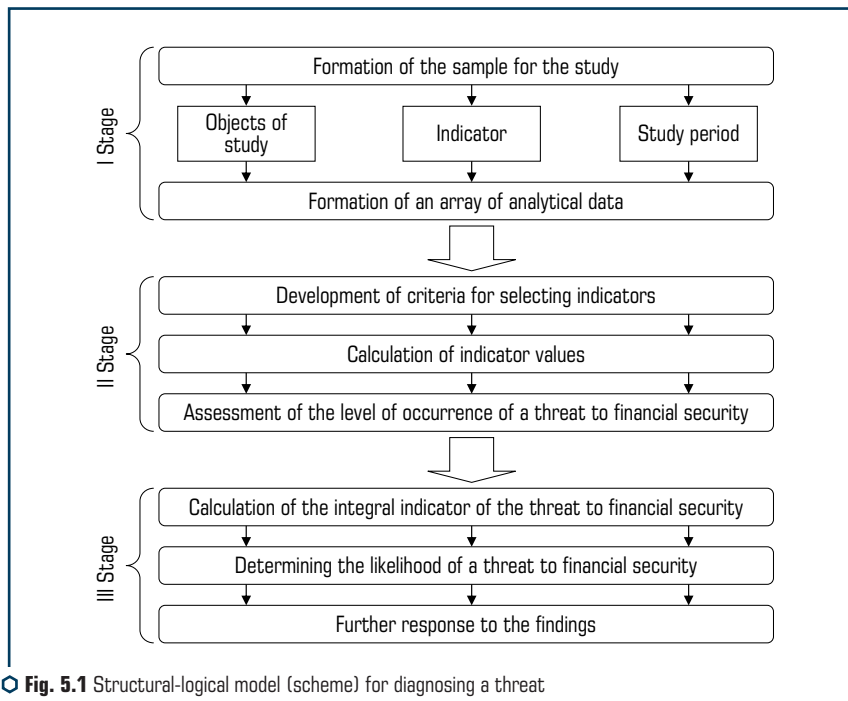 I Stage
Formation of the sample for the study
Objects of
study
Indicator
Study period
Formation of an array of analytical data
II Stage
Development of criteria for selecting indicators
Calculation of indicator values
Assessment of the level of occurrence of a threat to financial security
III Stage
Calculation of the integral indicator of the threat to financial security
Determining the likelihood of a threat to financial security
Further response to the findings
Fig. 5.1 Structural-logical model (scheme) for diagnosing a threat